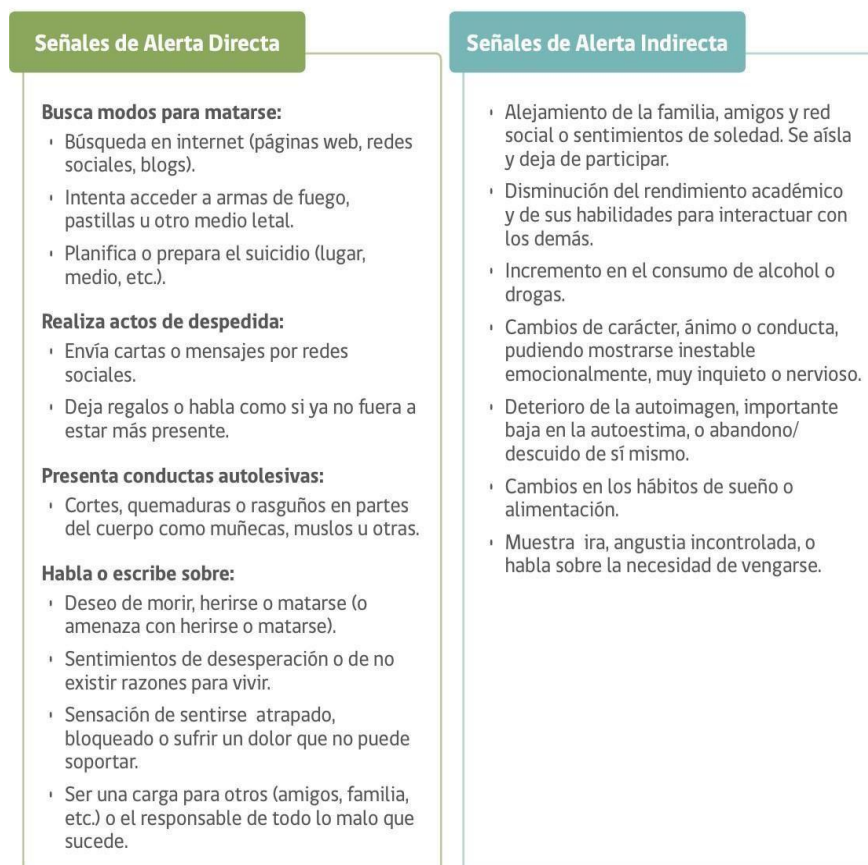 Señales de Alerta Directa
Busca modos para matarse:
Búsqueda en internet (páginas web, redes
sociales, blogs).
Intenta acceder a armas de fuego,
pastillas u otro medio letal.
Planifica o prepara el suicidio (lugar,
medio, etc.).
Realiza actos de despedida:
Envía cartas o mensajes por redes
sociales.
Deja regalos o habla como si ya no fuera a
estar más presente.
Presenta conductas autolesivas:
Cortes, quemaduras o rasguños en partes
del cuerpo como muñecas, muslos u otras.
Habla o escribe sobre:
Deseo de morir, herirse o matarse (o
amenaza con herirse o matarse).
Sentimientos de desesperación o de no
existir razones para vivir.
Sensación de sentirse atrapado,
bloqueado o sufrir un dolor que no puede
soportar.
Ser una carga para otros (amigos, familia,
etc.) o el responsable de todo lo malo que
sucede.
Señales de Alerta Indirecta
Alejamiento de la familia, amigos y red
social o sentimientos de soledad. Se aísla
y deja de participar.
Disminución del rendimiento académico
y de sus habilidades para interactuar con
los demás.
Incremento en el consumo de alcohol o
drogas.
Cambios de carácter, ánimo o conducta,
pudiendo mostrarse inestable
emocionalmente, muy inquieto o nervioso.
Deterioro de la autoimagen, importante
baja en la autoestima, o abandono/
descuido de sí mismo.
Cambios en los hábitos de sueño o
alimentación.
Muestra ira, angustia incontrolada, o
habla sobre la necesidad de vengarse.